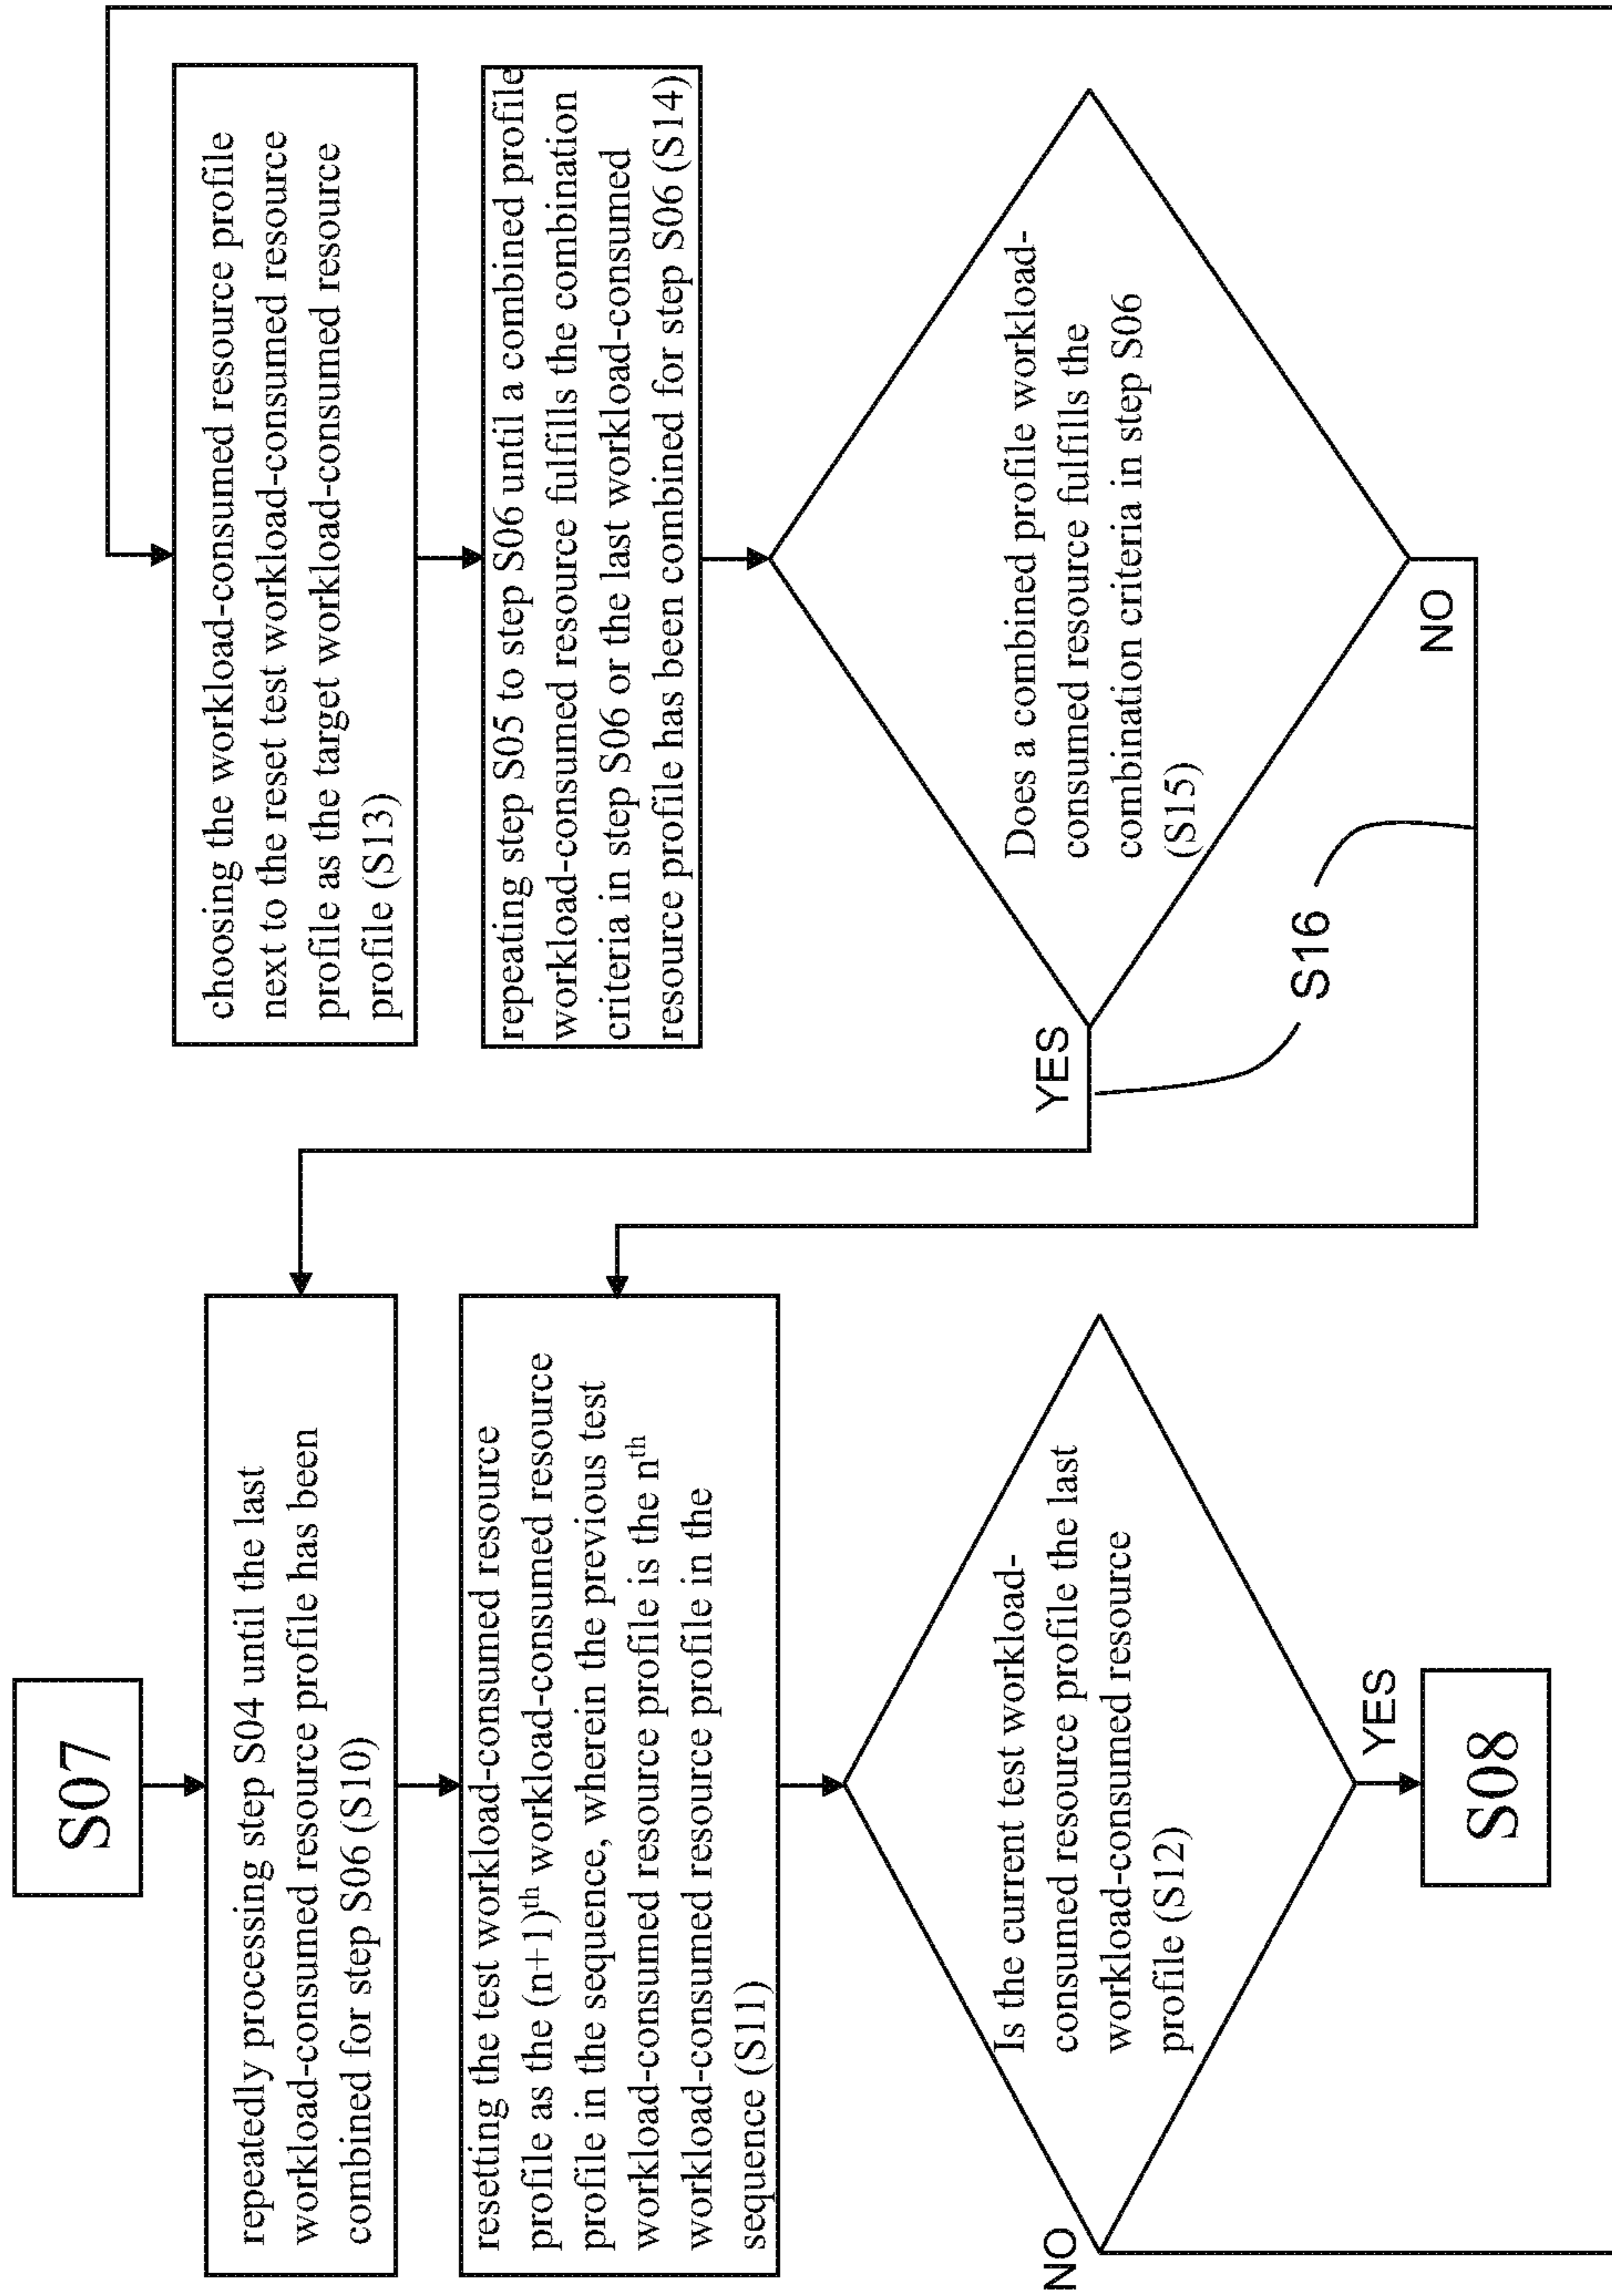 S07
repeatedly processing step S04 until the last
workload-consumed resource profile has been
combined for step S06 (S10)
resetting the test workload-consumed resource
profile as the (n+1)th workload-consumed resource
profile in the sequence, wherein the previous test
workload-consumed resource profile is the nth
workload-consumed resource profile in the
sequence (S11)
Is the current test workload-
consumed resource profile the last
workload-consumed resource
profile (S12)
NO
YES
S08
choosing the workload-consumed resource profile
next to the reset test workload-consumed resource
profile as the target workload-consumed resource
profile (S13)
repeating step S05 to step S06 until a combined profile
workload-consumed resource fulfills the combination
criteria in step S06 or the last workload-consumed
resource profile has been combined for step S06 (S14)
Does a combined profile workload-
consumed resource fulfills the
combination criteria in step S06
(S15)
YES
S16
NO